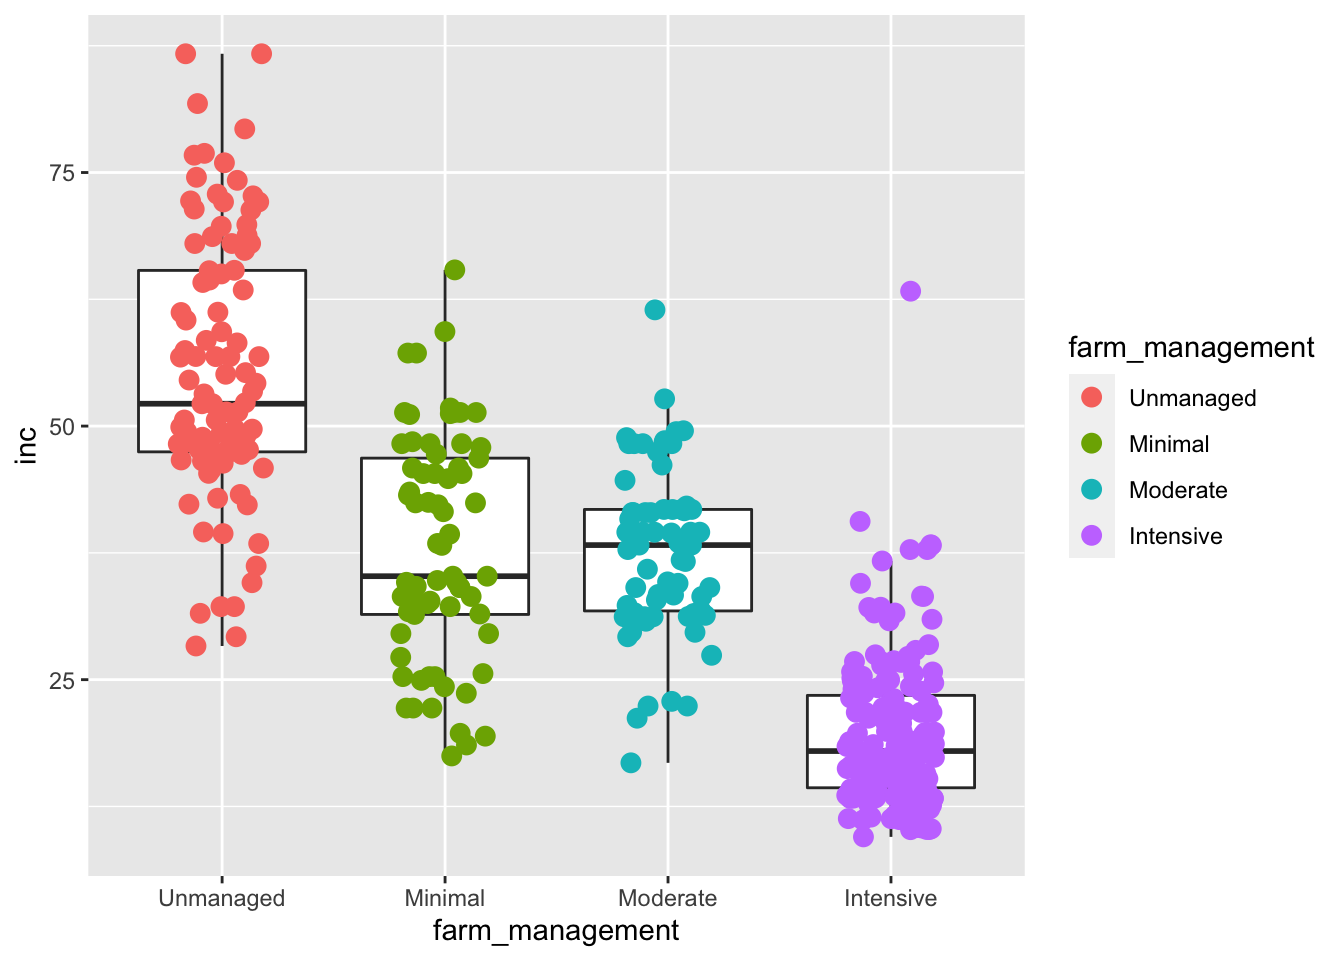 inc
75
50
25
Unmanaged
Minimal
Moderate
Intensive
farm_management
farm_management
Unmanaged
Minimal
Moderate
Intensive